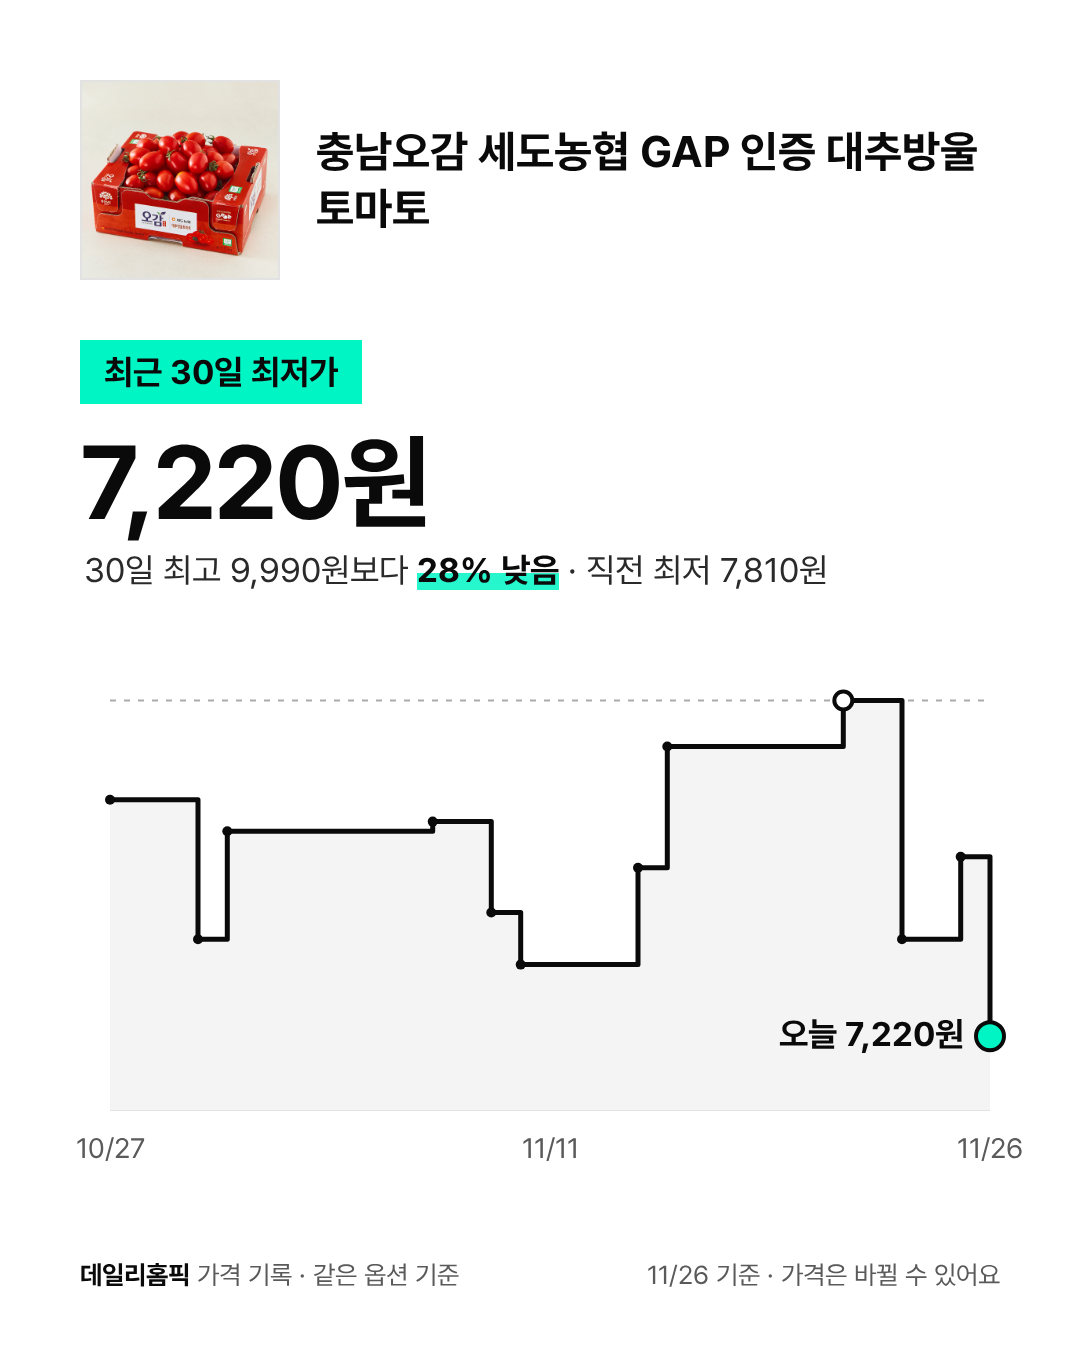 충남오감 세도농협 GAP 인증 대추방울
토마토
오감
최근 30일 최저가
7,220원
30일 최고 9,990원보다 28% 낮음 · 직전 최저 7,810원
오늘 7,220원
10/27 11/11 11/26
데일리홈픽 가격 기록 · 같은 옵션 기준 11/26 기준 · 가격은 바뀔 수 있어요